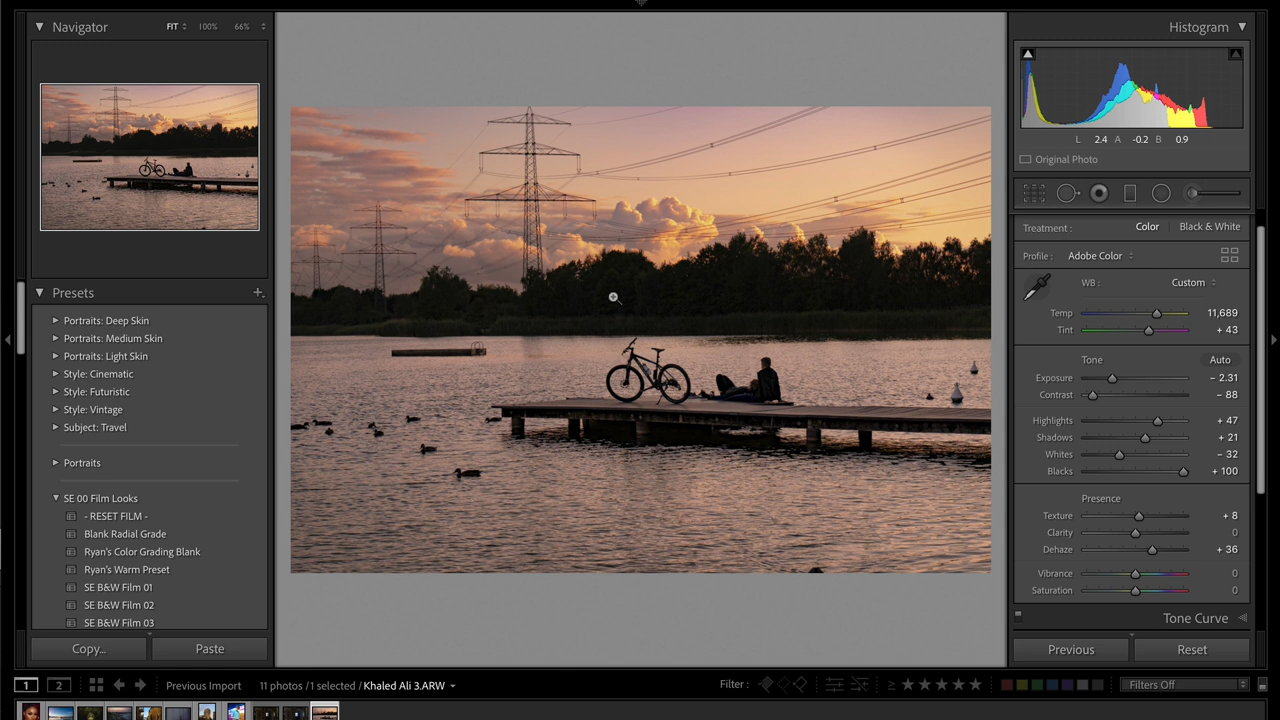 Navigator
FIT
100%
66%
Presets
Portraits: Deep Skin
Portraits: Medium Skin
Portraits: Light Skin
Style: Cinematic
Style: Futuristic
Style: Vintage
Subject: Travel
Portraits
SE 00 Film Looks
- RESET FILM -
Blank Radial Grade
Ryan's Color Grading Blank
Ryan's Warm Preset
SE B&W Film 01
SE B&W Film 02
SE B&W Film 03
Copy...
Paste
Histogram
L 2.4 A -0.2 B 0.9
Original Photo
Treatment :
Color
Black & White
Profile :
Adobe Color
WB :
Custom
Temp
11,689
Tint
+ 43
Tone
Auto
Exposure
− 2.31
Contrast
− 88
Highlights
+ 47
Shadows
+ 21
Whites
− 32
Blacks
+ 100
Presence
Texture
+ 8
Clarity
0
Dehaze
+ 36
Vibrance
0
Saturation
0
Tone Curve
Previous
Reset
1
2
Previous Import
11 photos / 1 selected / Khaled Ali 3.ARW
Filter :
≥
Filters Off